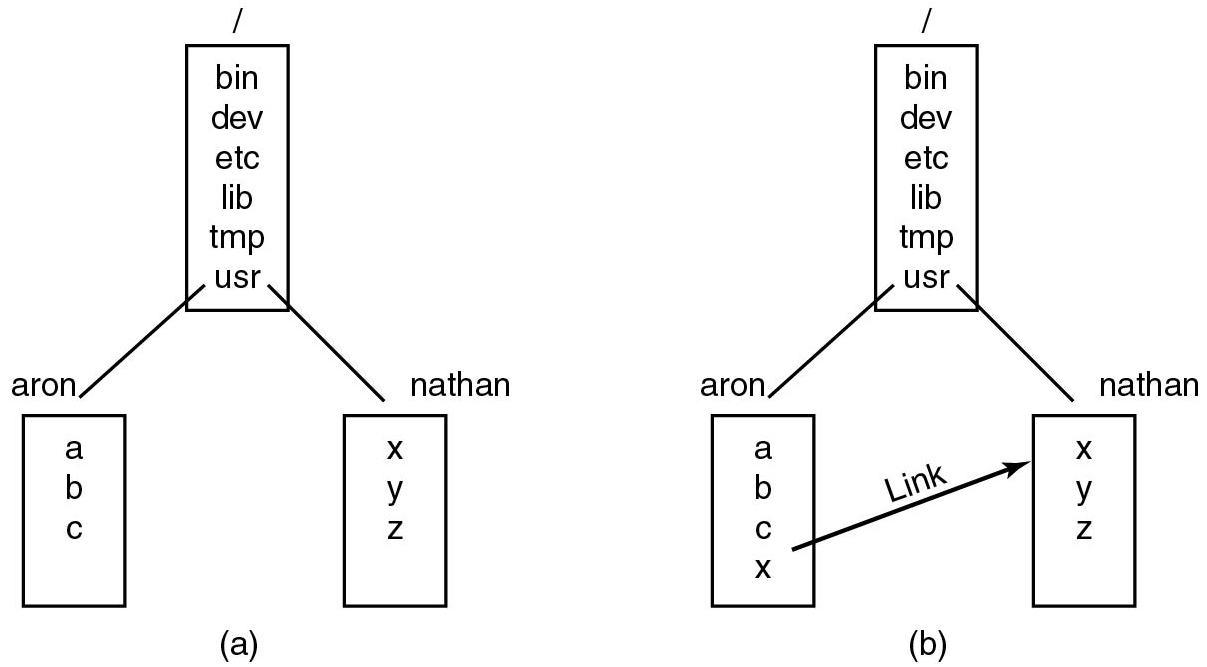 /
bin
dev
etc
lib
tmp
usr
aron
nathan
a
b
c
x
y
z
(a)
/
bin
dev
etc
lib
tmp
usr
aron
nathan
a
b
c
x
Link
x
y
z
(b)